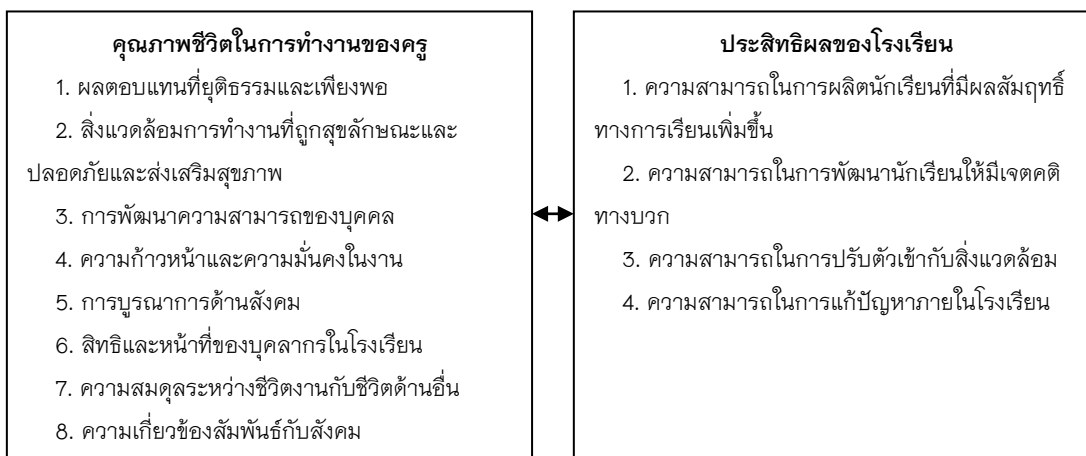 คุณภาพชีวิตในการทำงานของครู
1. ผลตอบแทนที่ยุติธรรมและเพียงพอ
2. สิ่งแวดล้อมการทำงานที่ถูกสุขลักษณะและ
ปลอดภัยและส่งเสริมสุขภาพ
3. การพัฒนาความสามารถของบุคคล
4. ความก้าวหน้าและความมั่นคงในงาน
5. การบูรณาการด้านสังคม
6. สิทธิและหน้าที่ของบุคลากรในโรงเรียน
7. ความสมดุลระหว่างชีวิตงานกับชีวิตด้านอื่น
8. ความเกี่ยวข้องสัมพันธ์กับสังคม
ประสิทธิผลของโรงเรียน
1. ความสามารถในการผลิตนักเรียนที่มีผลสัมฤทธิ์
ทางการเรียนเพิ่มขึ้น
2. ความสามารถในการพัฒนานักเรียนให้มีเจตคติ
ทางบวก
3. ความสามารถในการปรับตัวเข้ากับสิ่งแวดล้อม
4. ความสามารถในการแก้ปัญหาภายในโรงเรียน